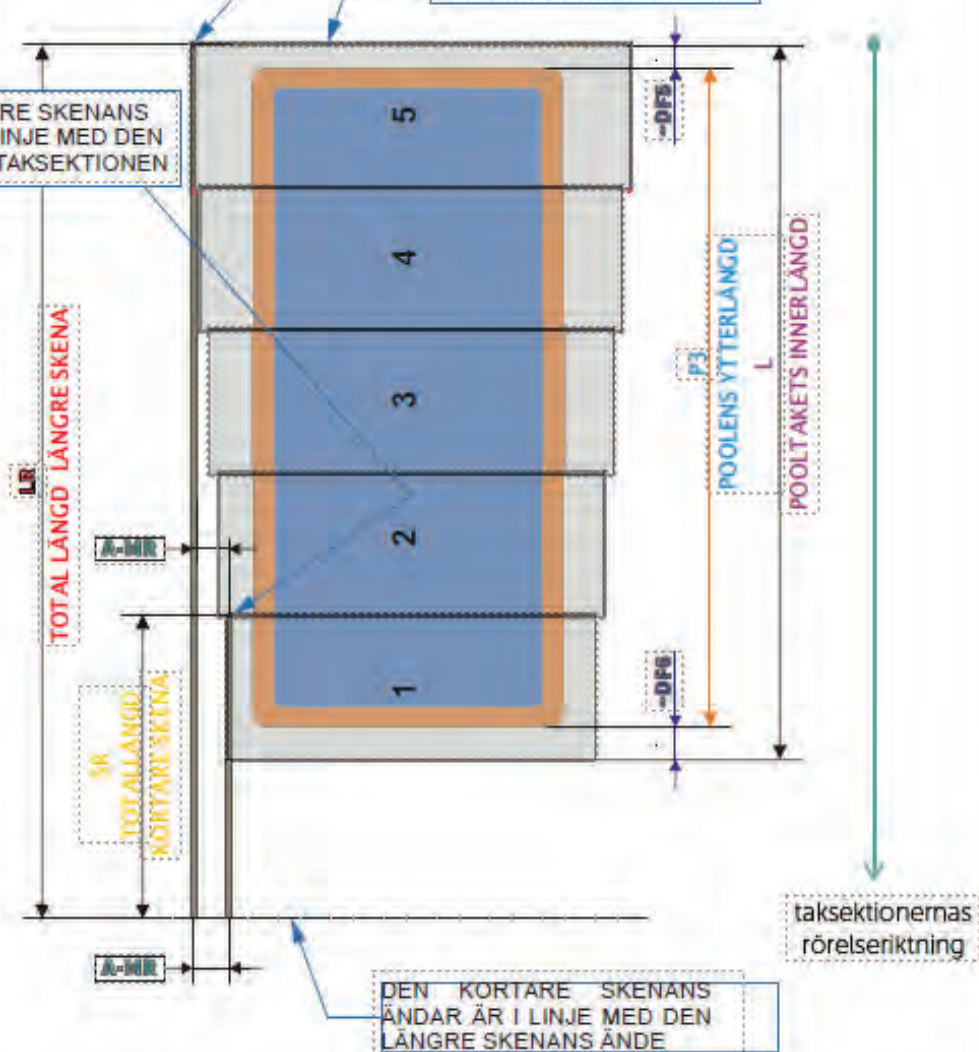 RE SKENANS
LINJE MED DEN
TAKSEKTIONEN
5
4
3
2
1
LR
TOTAL LÄNGD LÄNGRE SKENA
A-MR
SR
TOTALLANGD
KORTARE SKENA
A-MR
~DF5
P3
POOLENS YTTERLÄNGD
L
POOLTAKETS INNERLÄNGD
~DF6
taksektionernas
rörelseriktning
DEN KORTARE SKENANS
ÄNDAR ÄR I LINJE MED DEN
LÄNGRE SKENANS ÄNDE